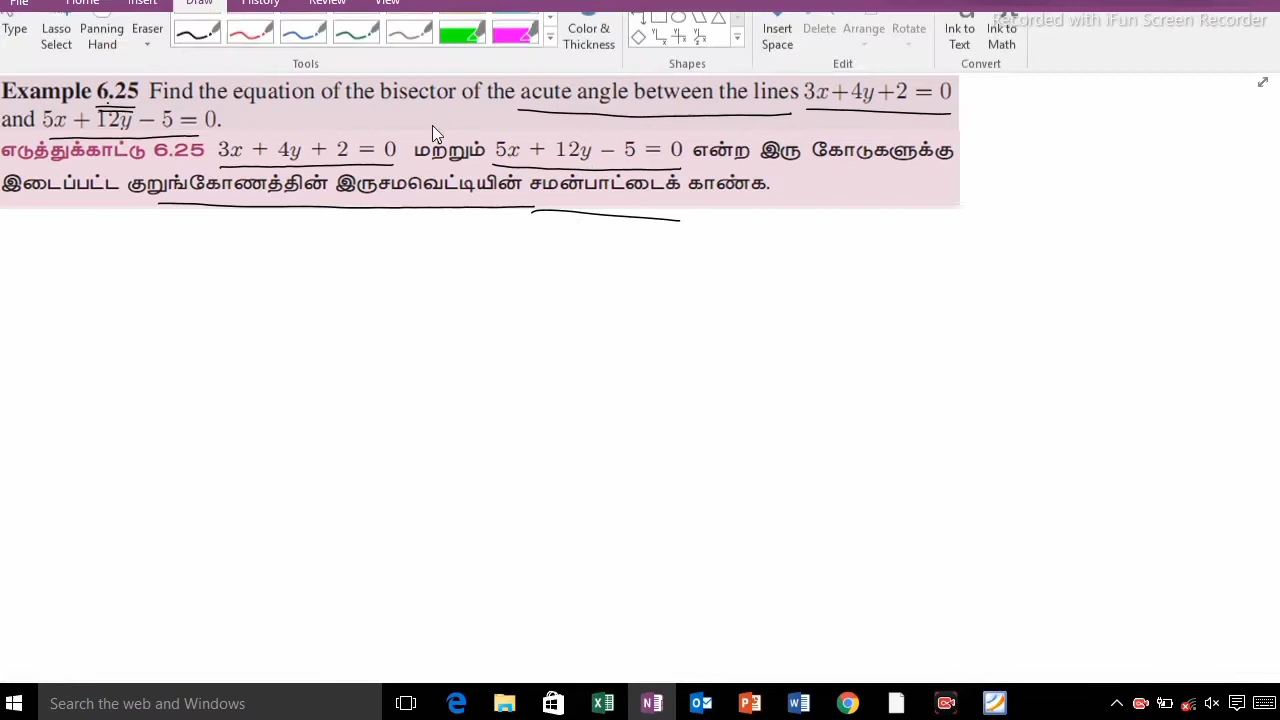 File Home Insert Draw History Review View
Recorded with iFun Screen Recorder
Type Lasso Select Panning Hand Eraser Color & Thickness Insert Space Delete Arrange Rotate Ink to Text Ink to Math
Tools Shapes Edit Convert
Example 6.25 Find the equation of the bisector of the acute angle between the lines 3x+4y+2 = 0
and 5x + 12y − 5 = 0.
எடுத்துக்காட்டு 6.25 3x + 4y + 2 = 0 மற்றும் 5x + 12y − 5 = 0 என்ற இரு கோடுகளுக்கு
இடைப்பட்ட குறுங்கோணத்தின் இருசமவெட்டியின் சமன்பாட்டைக் காண்க.
Search the web and Windows